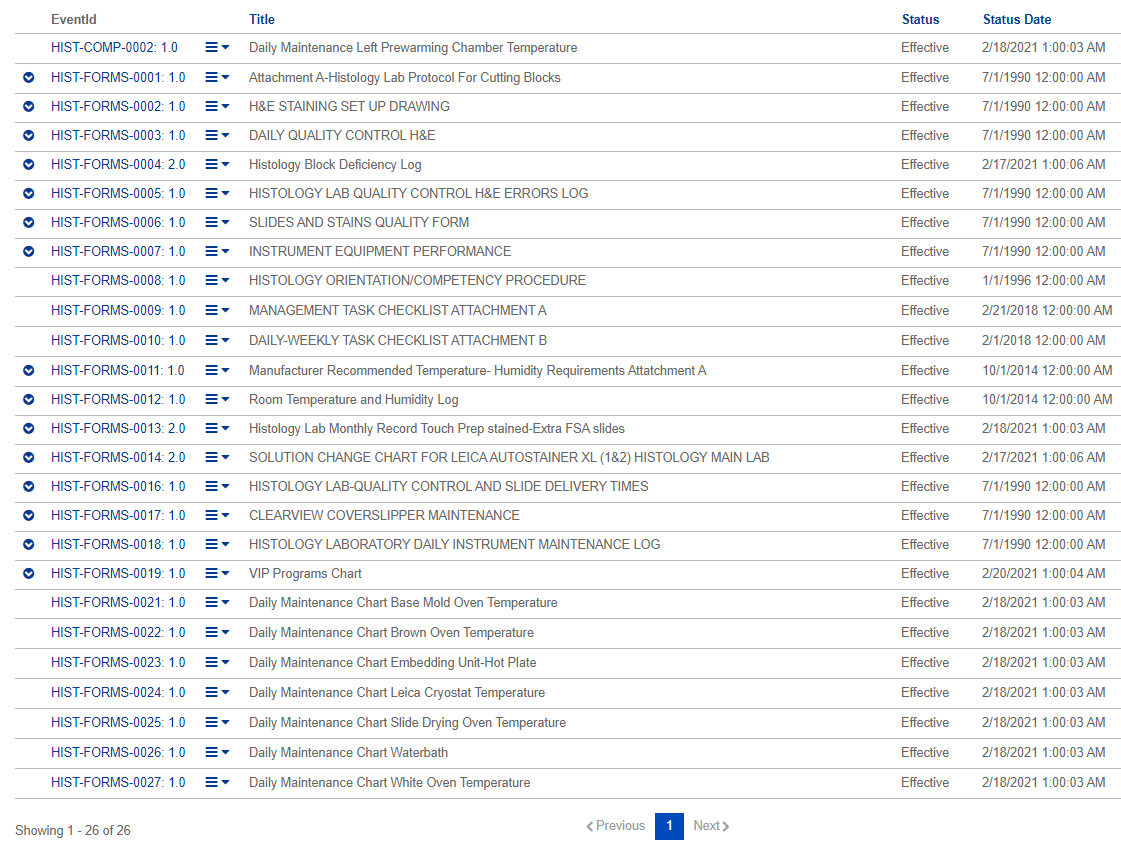 EventId Title Status Status Date
HIST-COMP-0002: 1.0 Daily Maintenance Left Prewarming Chamber Temperature Effective 2/18/2021 1:00:03 AM
HIST-FORMS-0001: 1.0 Attachment A-Histology Lab Protocol For Cutting Blocks Effective 7/1/1990 12:00:00 AM
HIST-FORMS-0002: 1.0 H&E STAINING SET UP DRAWING Effective 7/1/1990 12:00:00 AM
HIST-FORMS-0003: 1.0 DAILY QUALITY CONTROL H&E Effective 7/1/1990 12:00:00 AM
HIST-FORMS-0004: 2.0 Histology Block Deficiency Log Effective 2/17/2021 1:00:06 AM
HIST-FORMS-0005: 1.0 HISTOLOGY LAB QUALITY CONTROL H&E ERRORS LOG Effective 7/1/1990 12:00:00 AM
HIST-FORMS-0006: 1.0 SLIDES AND STAINS QUALITY FORM Effective 7/1/1990 12:00:00 AM
HIST-FORMS-0007: 1.0 INSTRUMENT EQUIPMENT PERFORMANCE Effective 7/1/1990 12:00:00 AM
HIST-FORMS-0008: 1.0 HISTOLOGY ORIENTATION/COMPETENCY PROCEDURE Effective 1/1/1996 12:00:00 AM
HIST-FORMS-0009: 1.0 MANAGEMENT TASK CHECKLIST ATTACHMENT A Effective 2/21/2018 12:00:00 AM
HIST-FORMS-0010: 1.0 DAILY-WEEKLY TASK CHECKLIST ATTACHMENT B Effective 2/1/2018 12:00:00 AM
HIST-FORMS-0011: 1.0 Manufacturer Recommended Temperature- Humidity Requirements Attatchment A Effective 10/1/2014 12:00:00 AM
HIST-FORMS-0012: 1.0 Room Temperature and Humidity Log Effective 10/1/2014 12:00:00 AM
HIST-FORMS-0013: 2.0 Histology Lab Monthly Record Touch Prep stained-Extra FSA slides Effective 2/18/2021 1:00:03 AM
HIST-FORMS-0014: 2.0 SOLUTION CHANGE CHART FOR LEICA AUTOSTAINER XL (1&2) HISTOLOGY MAIN LAB Effective 2/17/2021 1:00:06 AM
HIST-FORMS-0016: 1.0 HISTOLOGY LAB-QUALITY CONTROL AND SLIDE DELIVERY TIMES Effective 7/1/1990 12:00:00 AM
HIST-FORMS-0017: 1.0 CLEARVIEW COVERSLIPPER MAINTENANCE Effective 7/1/1990 12:00:00 AM
HIST-FORMS-0018: 1.0 HISTOLOGY LABORATORY DAILY INSTRUMENT MAINTENANCE LOG Effective 7/1/1990 12:00:00 AM
HIST-FORMS-0019: 1.0 VIP Programs Chart Effective 2/20/2021 1:00:04 AM
HIST-FORMS-0021: 1.0 Daily Maintenance Chart Base Mold Oven Temperature Effective 2/18/2021 1:00:03 AM
HIST-FORMS-0022: 1.0 Daily Maintenance Chart Brown Oven Temperature Effective 2/18/2021 1:00:03 AM
HIST-FORMS-0023: 1.0 Daily Maintenance Chart Embedding Unit-Hot Plate Effective 2/18/2021 1:00:03 AM
HIST-FORMS-0024: 1.0 Daily Maintenance Chart Leica Cryostat Temperature Effective 2/18/2021 1:00:03 AM
HIST-FORMS-0025: 1.0 Daily Maintenance Chart Slide Drying Oven Temperature Effective 2/18/2021 1:00:03 AM
HIST-FORMS-0026: 1.0 Daily Maintenance Chart Waterbath Effective 2/18/2021 1:00:03 AM
HIST-FORMS-0027: 1.0 Daily Maintenance Chart White Oven Temperature Effective 2/18/2021 1:00:03 AM
Showing 1 - 26 of 26 Previous 1 Next